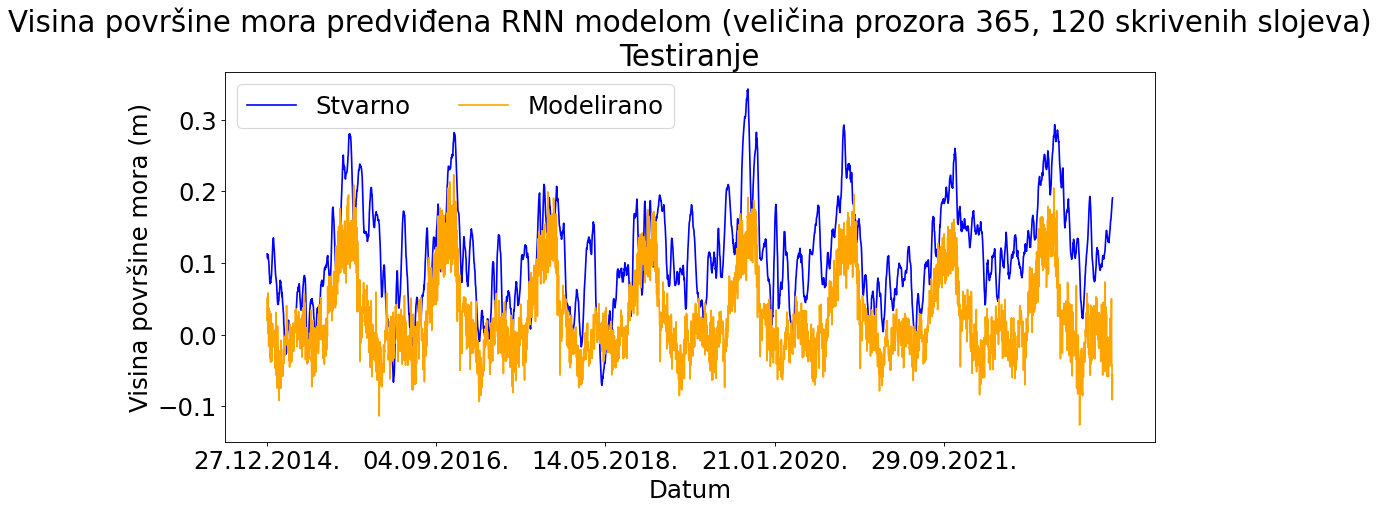 Visina površine mora predviđena RNN modelom (veličina prozora 365, 120 skrivenih slojeva)
Testiranje
Stvarno Modelirano
Visina površine mora (m)
0.3
0.2
0.1
0.0
−0.1
27.12.2014. 04.09.2016. 14.05.2018. 21.01.2020. 29.09.2021.
Datum